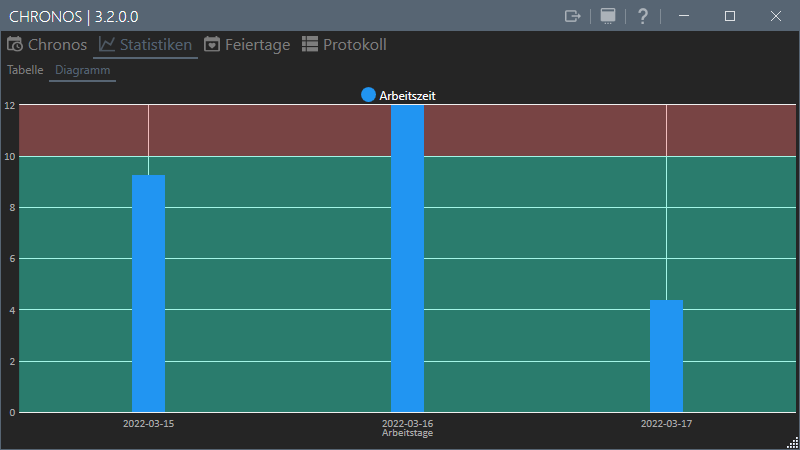 CHRONOS | 3.2.0.0
?
Chronos Statistiken Feiertage Protokoll
Tabelle Diagramm
Arbeitszeit
12
10
8
6
4
2
0
2022-03-15 2022-03-16 2022-03-17
Arbeitstage